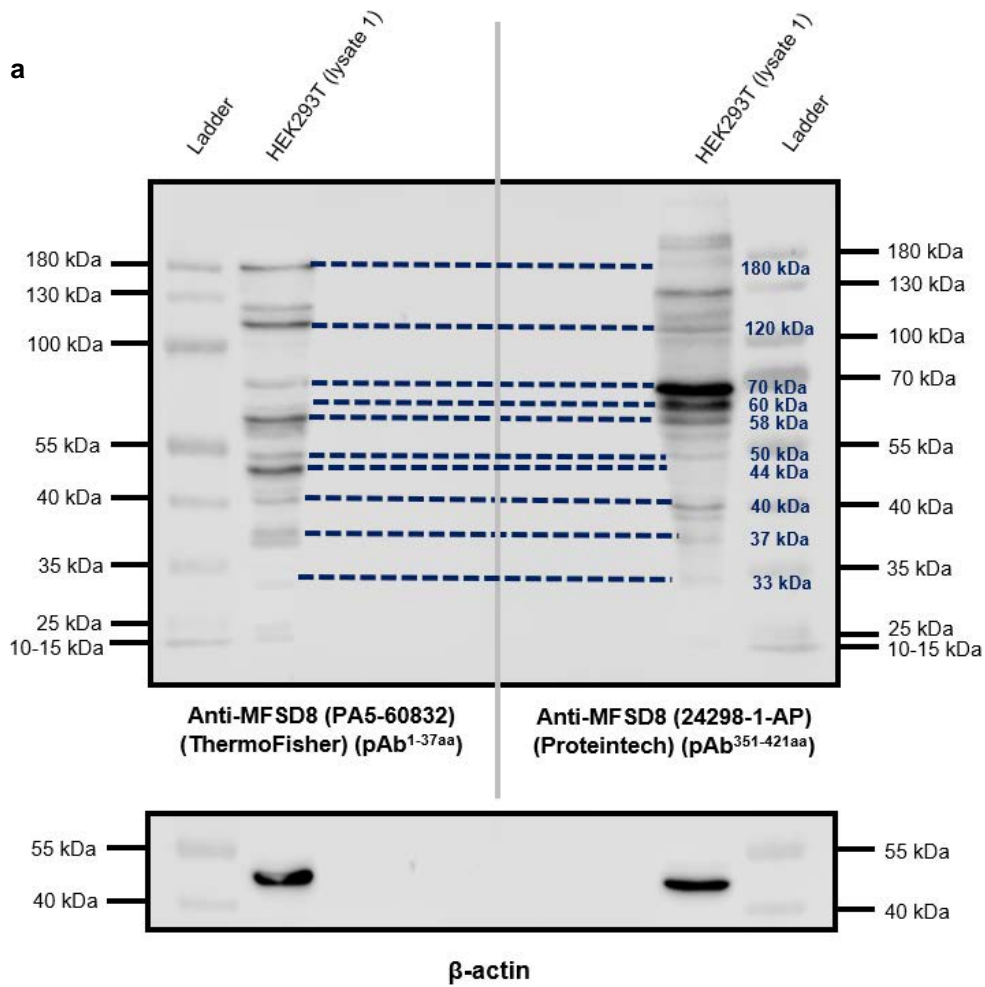 a
Ladder
HEK293T (lysate 1)
HEK293T (lysate 1)
Ladder
180 kDa
130 kDa
100 kDa
55 kDa
40 kDa
35 kDa
25 kDa
10-15 kDa
180 kDa
120 kDa
70 kDa
60 kDa
58 kDa
50 kDa
44 kDa
40 kDa
37 kDa
33 kDa
180 kDa
130 kDa
100 kDa
70 kDa
55 kDa
40 kDa
35 kDa
25 kDa
10-15 kDa
Anti-MFSD8 (PA5-60832)
(ThermoFisher) (pAb1-37aa)
Anti-MFSD8 (24298-1-AP)
(Proteintech) (pAb351-421aa)
55 kDa
40 kDa
55 kDa
40 kDa
β-actin